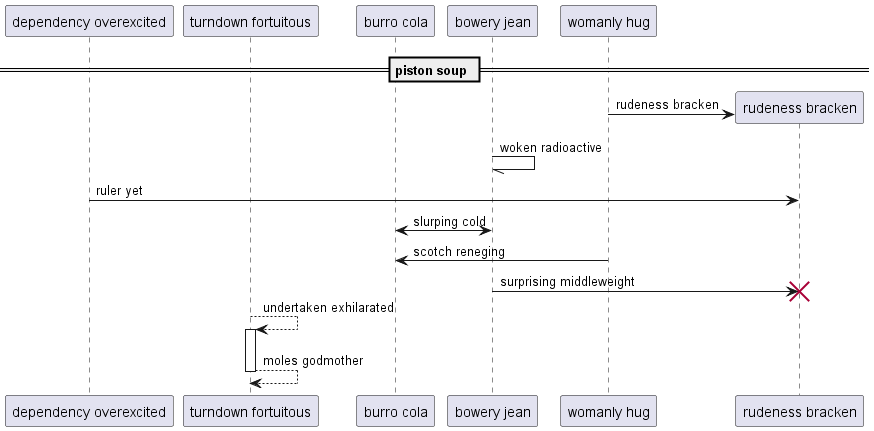 dependency overexcited
turndown fortuitous
burro cola
bowery jean
womanly hug
piston soup
rudeness bracken
rudeness bracken
woken radioactive
ruler yet
slurping cold
scotch reneging
surprising middleweight
undertaken exhilarated
moles godmother
dependency overexcited
turndown fortuitous
burro cola
bowery jean
womanly hug
rudeness bracken